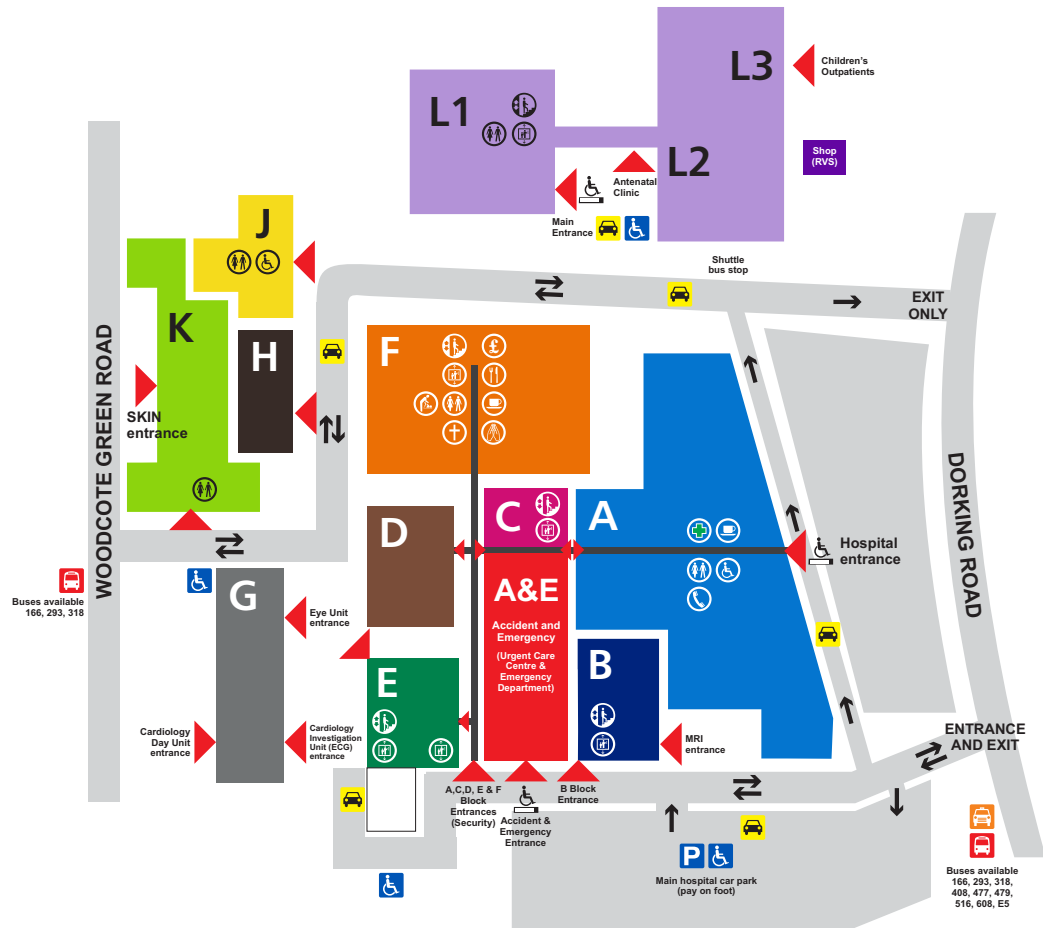 L3
Children's
Outpatients
L1
L2
Shop
(RVS)
Antenatal
Clinic
Main
Entrance
J
Shuttle
bus stop
EXIT
ONLY
K
H
F
£
SKIN
entrance
WOODCOTE GREEN ROAD
DORKING ROAD
C
A
D
Hospital
entrance
A&E
Accident and
Emergency
(Urgent Care
Centre &
Emergency
Department)
Buses available
166, 293, 318
G
Eye Unit
entrance
B
E
Cardiology
Day Unit
entrance
Cardiology
Investigation
Unit (ECG)
entrance
MRI
entrance
ENTRANCE
AND EXIT
A,C,D, E & F
Block
Entrances
(Security)
B Block
Entrance
Accident &
Emergency
Entrance
P
Main hospital car park
(pay on foot)
Buses available
166, 293, 318,
408, 477, 479,
516, 608, E5